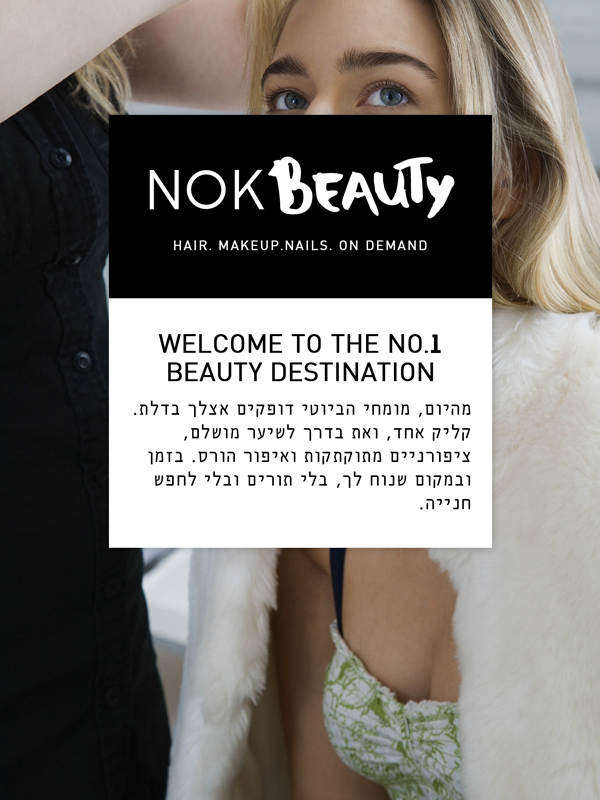 NOK BEAUTY
HAIR. MAKEUP.NAILS. ON DEMAND
WELCOME TO THE NO.1
BEAUTY DESTINATION
מהיום, מומחי הביוטי דופקים אצלך בדלת.
קליק אחד, ואת בדרך לשיער מושלם,
ציפורניים מתוקתקות ואיפור הורס. בזמן
ובמקום שנוח לך, בלי תורים ובלי לחפש
חנייה.